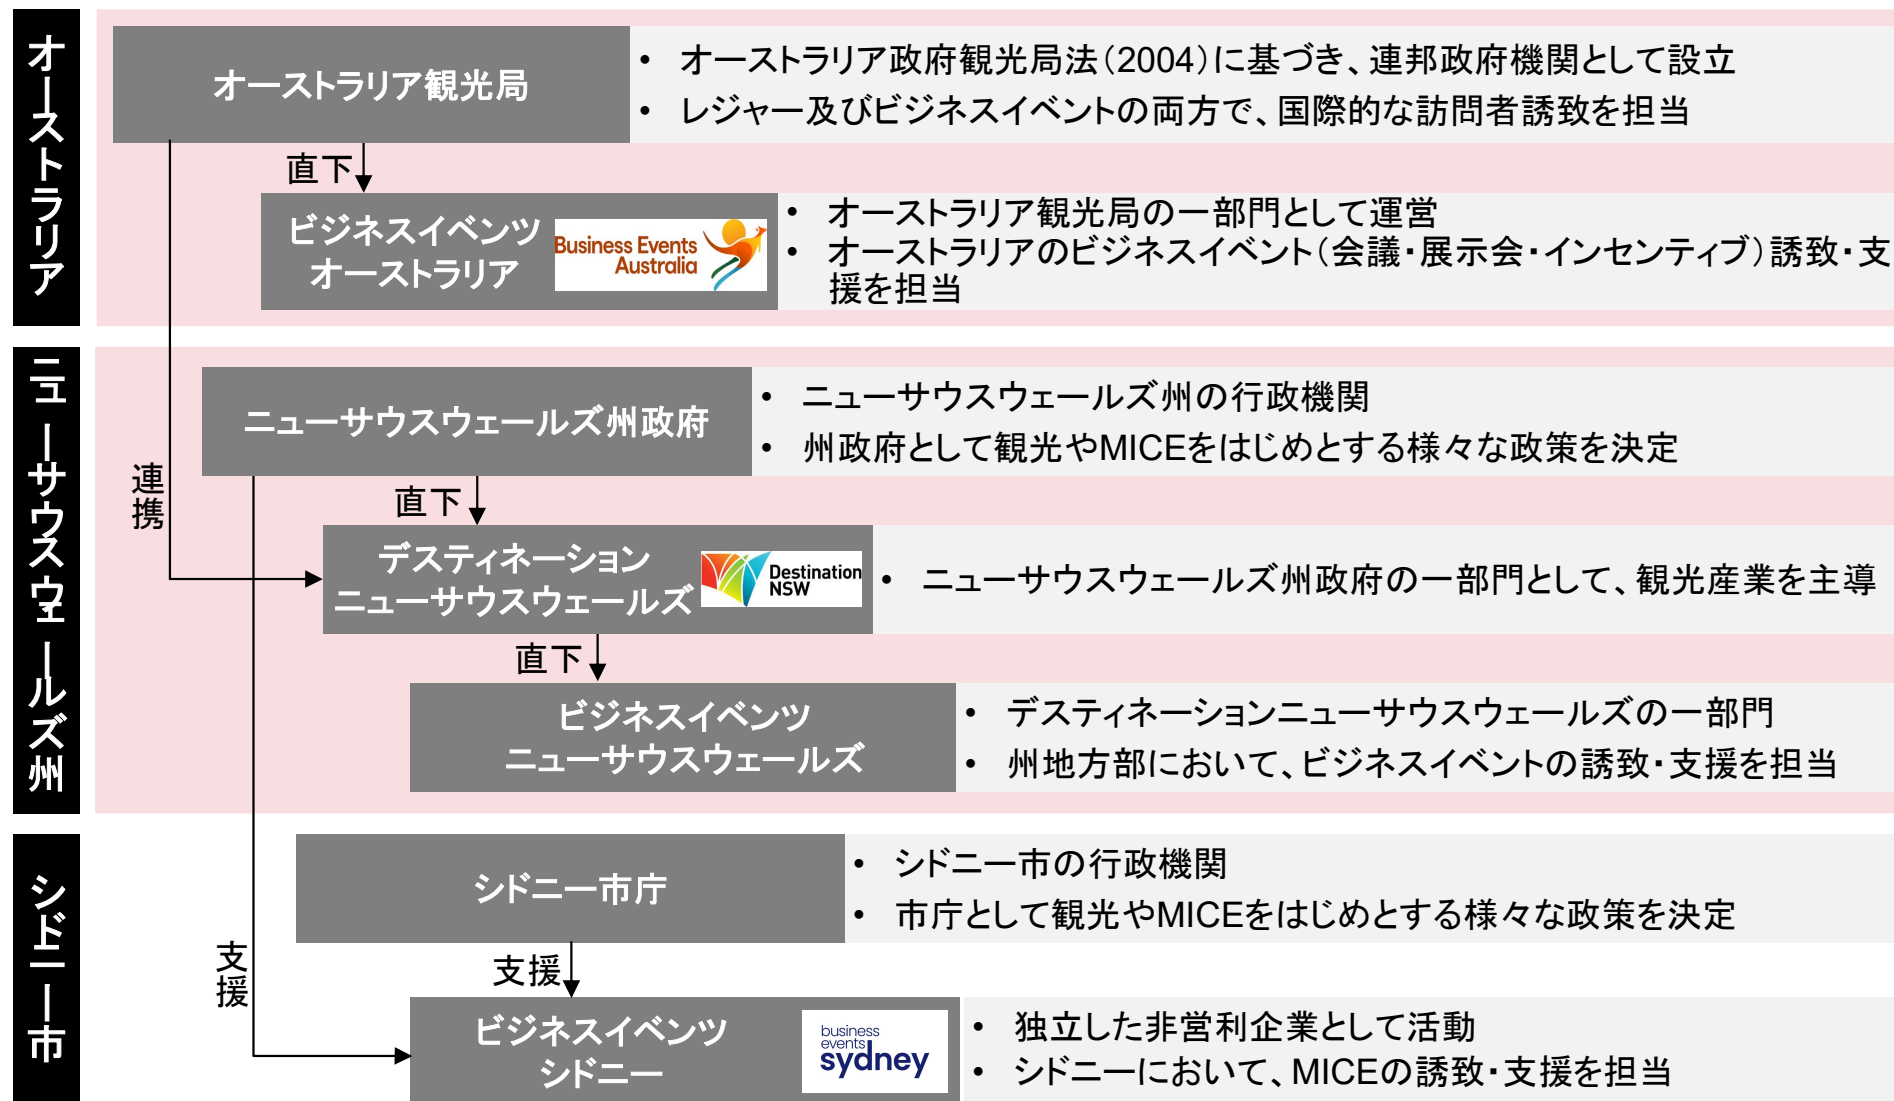 オーストラリア
オーストラリア観光局
• オーストラリア政府観光局法（2004）に基づき、連邦政府機関として設立
• レジャー及びビジネスイベントの両方で、国際的な訪問者誘致を担当
直下
ビジネスイベンツ
オーストラリア
Business Events
Australia
• オーストラリア観光局の一部門として運営
• オーストラリアのビジネスイベント（会議・展示会・インセンティブ）誘致・支
援を担当
ニューサウスウェールズ州
ニューサウスウェールズ州政府
• ニューサウスウェールズ州の行政機関
• 州政府として観光やMICEをはじめとする様々な政策を決定
連携
直下
デスティネーション
ニューサウスウェールズ
Destination
NSW
• ニューサウスウェールズ州政府の一部門として、観光産業を主導
直下
ビジネスイベンツ
ニューサウスウェールズ
• デスティネーションニューサウスウェールズの一部門
• 州地方部において、ビジネスイベントの誘致・支援を担当
シドニー市
シドニー市庁
• シドニー市の行政機関
• 市庁として観光やMICEをはじめとする様々な政策を決定
支援
支援
ビジネスイベンツ
シドニー
business
events
sydney
• 独立した非営利企業として活動
• シドニーにおいて、MICEの誘致・支援を担当